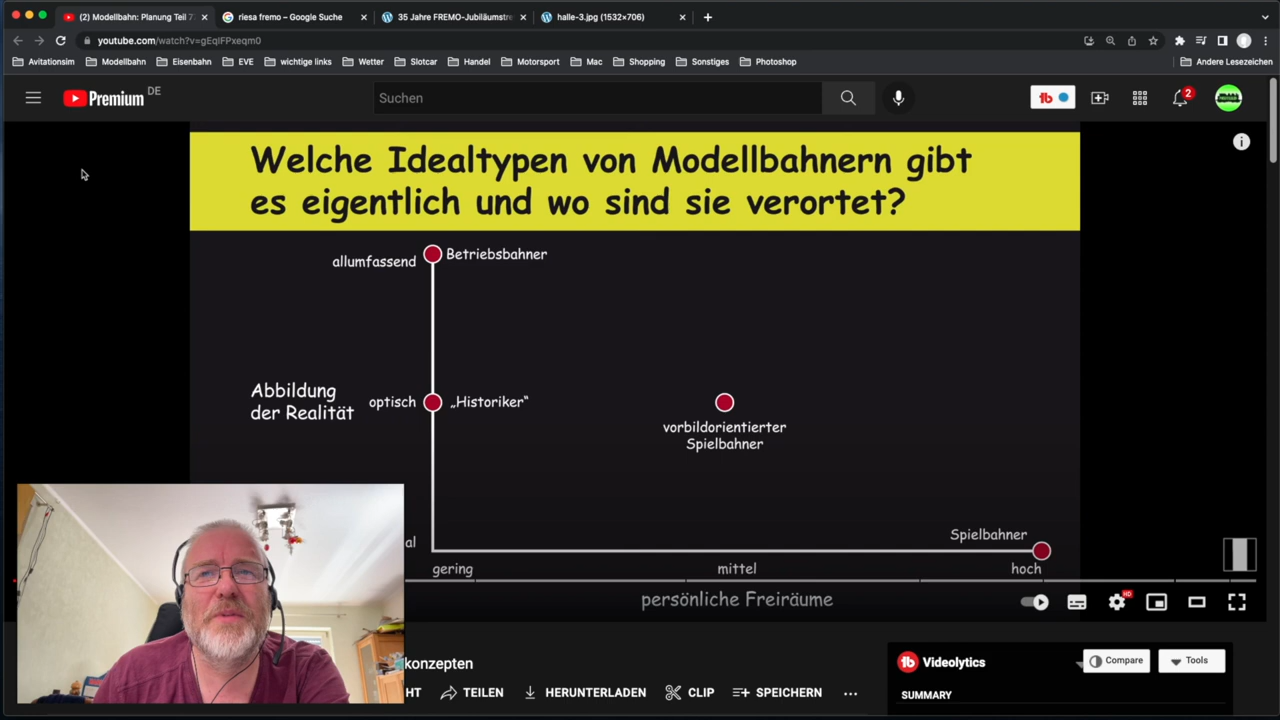 (2) Modellbahn: Planung Teil 7
riesa fremo – Google Suche
35 Jahre FREMO-Jubiläumstre
halle-3.jpg (1532×706)
youtube.com/watch?v=gEqIFPxeqm0
Avitationsim
Modellbahn
Eisenbahn
EVE
wichtige links
Wetter
Slotcar
Handel
Motorsport
Mac
Shopping
Sonstiges
Photoshop
Andere Lesezeichen
Premium DE
Suchen
2
Welche Idealtypen von Modellbahnern gibt
es eigentlich und wo sind sie verortet?
allumfassend
Betriebsbahner
Abbildung
der Realität
optisch
„Historiker“
vorbildorientierter
Spielbahner
Spielbahner
al
gering
mittel
hoch
persönliche Freiräume
HD
konzepten
Videolytics
Compare
Tools
HT
TEILEN
HERUNTERLADEN
CLIP
SPEICHERN
SUMMARY